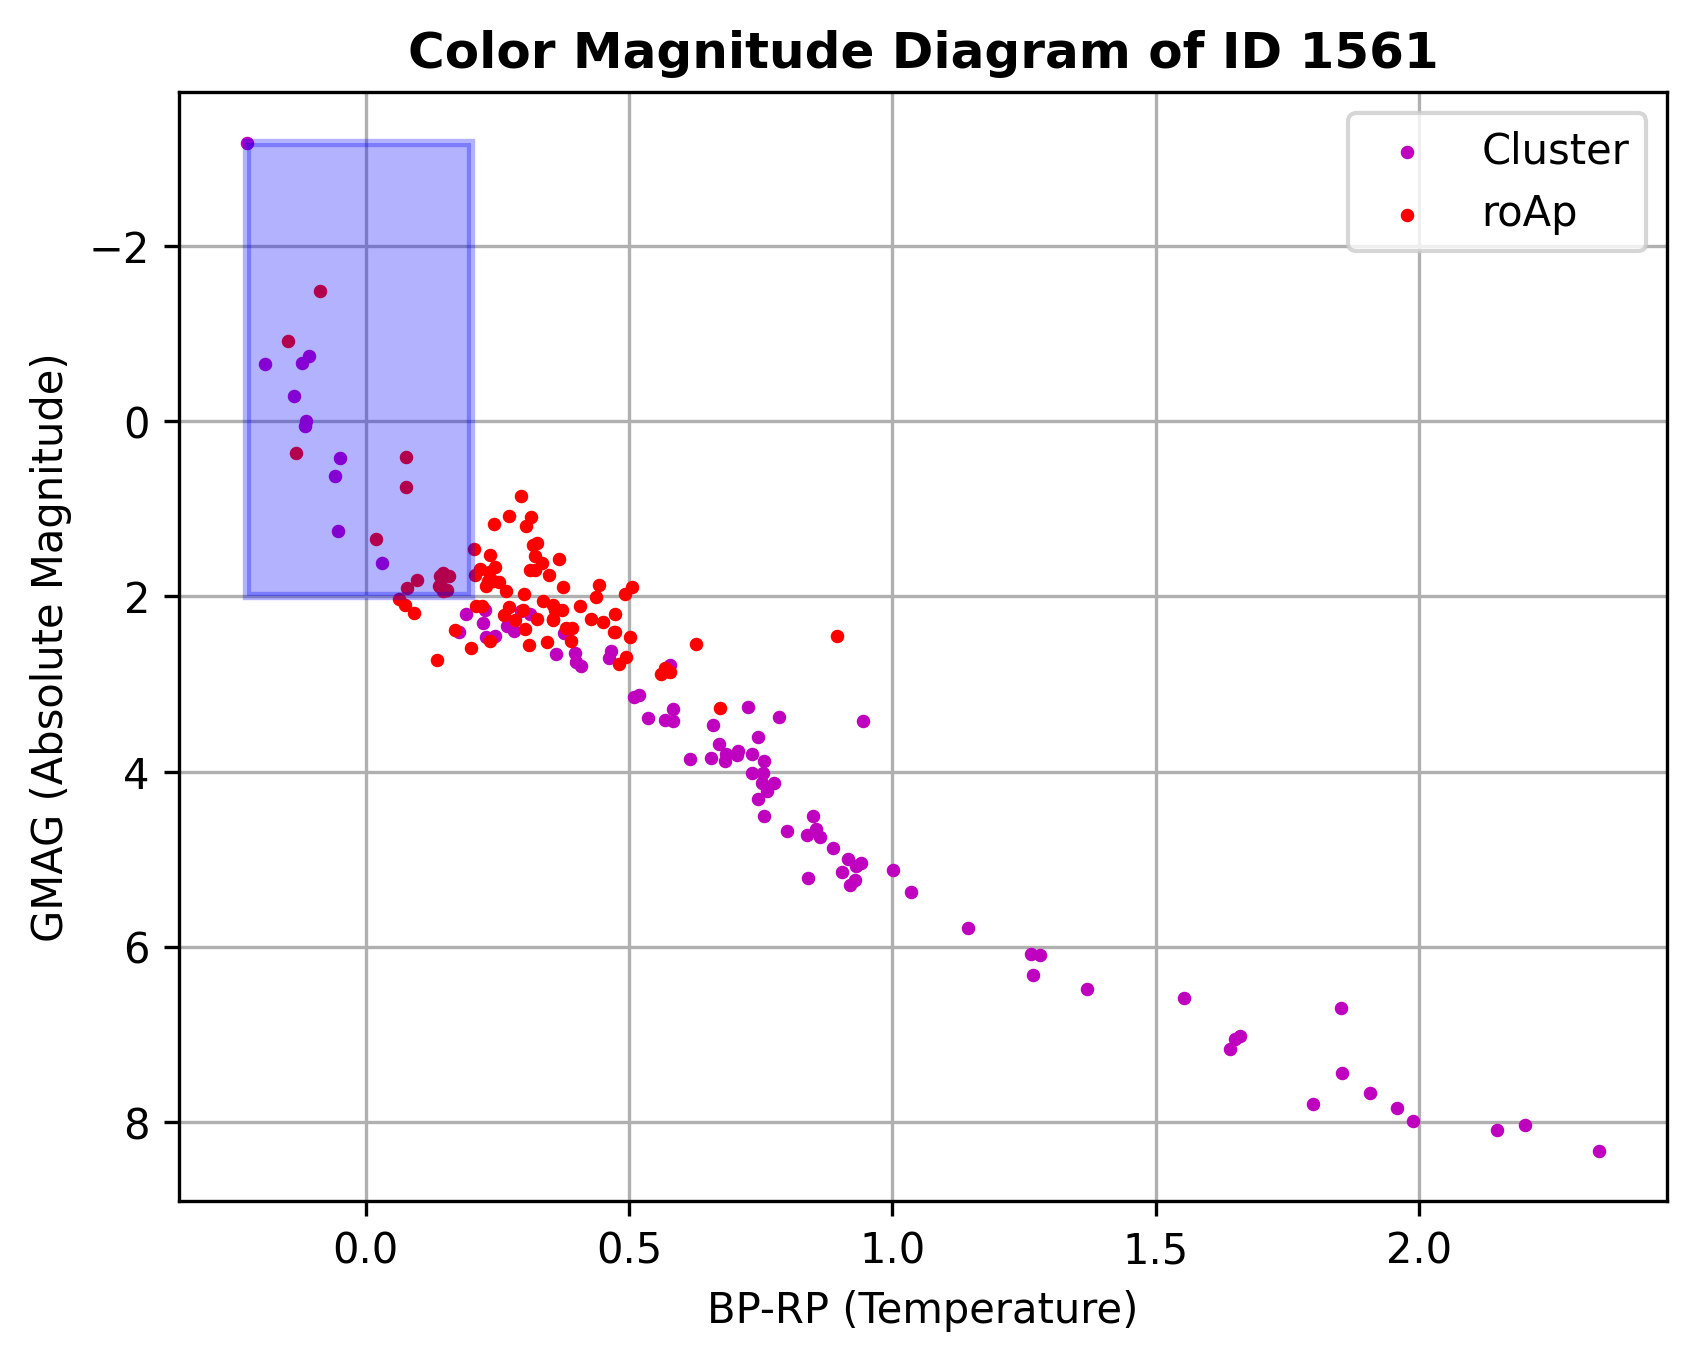 Color Magnitude Diagram of ID 1561
Cluster
roAp
GMAG (Absolute Magnitude)
−2
0
2
4
6
8
0.0
0.5
1.0
1.5
2.0
BP-RP (Temperature)